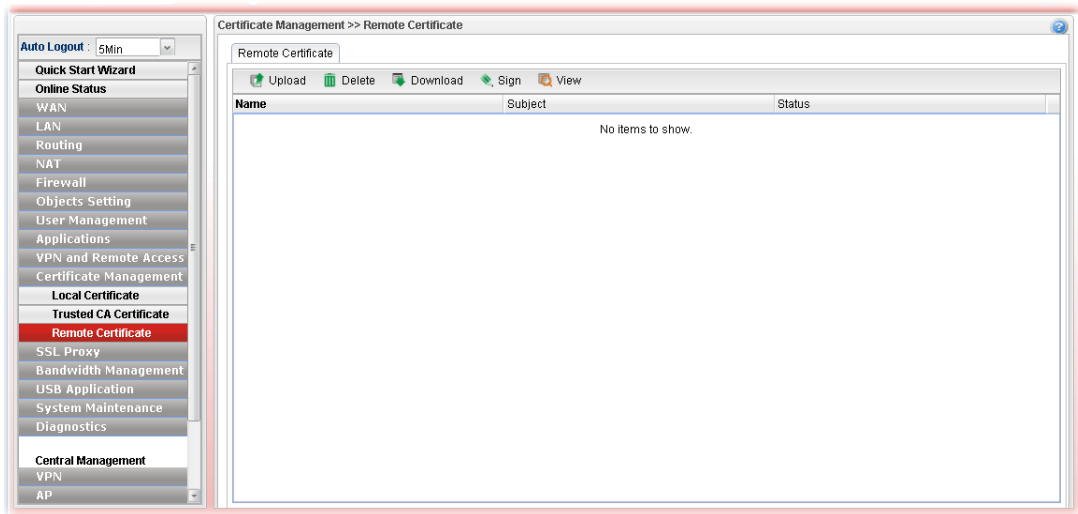 Certificate Management >> Remote Certificate
Auto Logout : 5Min
Quick Start Wizard
Online Status
WAN
LAN
Routing
NAT
Firewall
Objects Setting
User Management
Applications
VPN and Remote Access
Certificate Management
Local Certificate
Trusted CA Certificate
Remote Certificate
SSL Proxy
Bandwidth Management
USB Application
System Maintenance
Diagnostics
Central Management
VPN
AP
Remote Certificate
Upload Delete Download Sign View
Name Subject Status
No items to show.